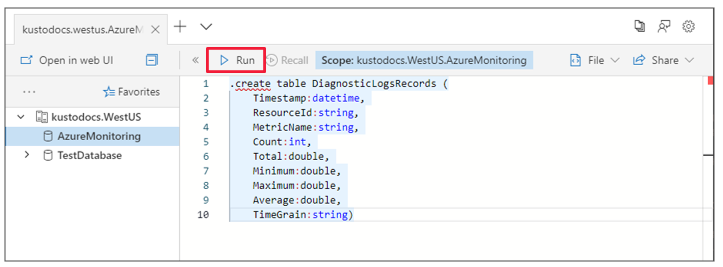 kustodocs.westus.AzureM
Open in web UI
Run
Recall
Scope: kustodocs.WestUS.AzureMonitoring
File
Share
Favorites
kustodocs.WestUS
AzureMonitoring
TestDatabase
1 .create table DiagnosticLogsRecords (
2 Timestamp:datetime,
3 ResourceId:string,
4 MetricName:string,
5 Count:int,
6 Total:double,
7 Minimum:double,
8 Maximum:double,
9 Average:double,
10 TimeGrain:string)